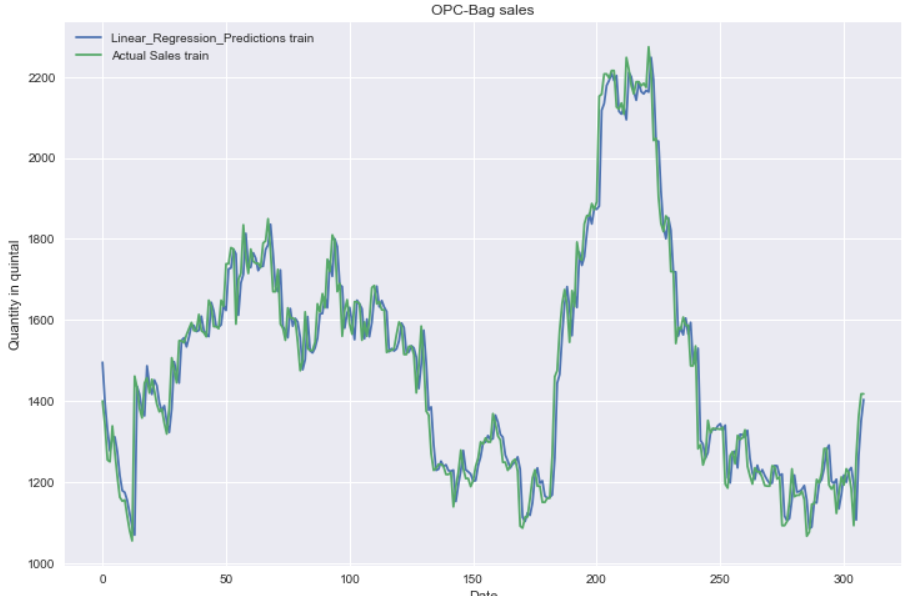 OPC-Bag sales
Linear_Regression_Predictions train
Actual Sales train
Quantity in quintal
2200
2000
1800
1600
1400
1200
1000
0 50 100 150 200 250 300
Date